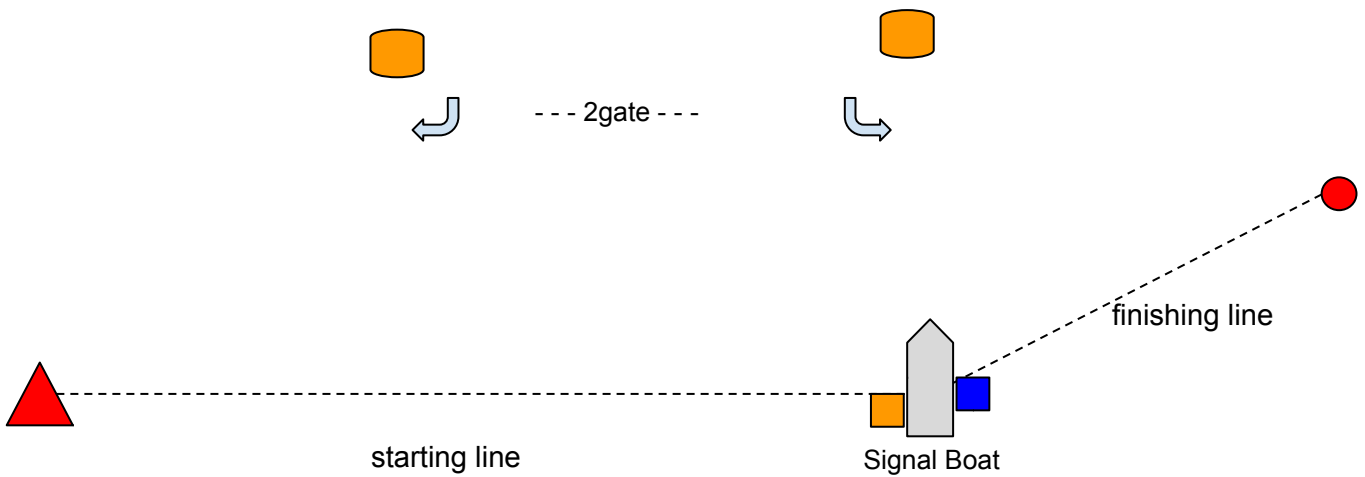 - - - 2gate - - -
finishing line
starting line
Signal Boat